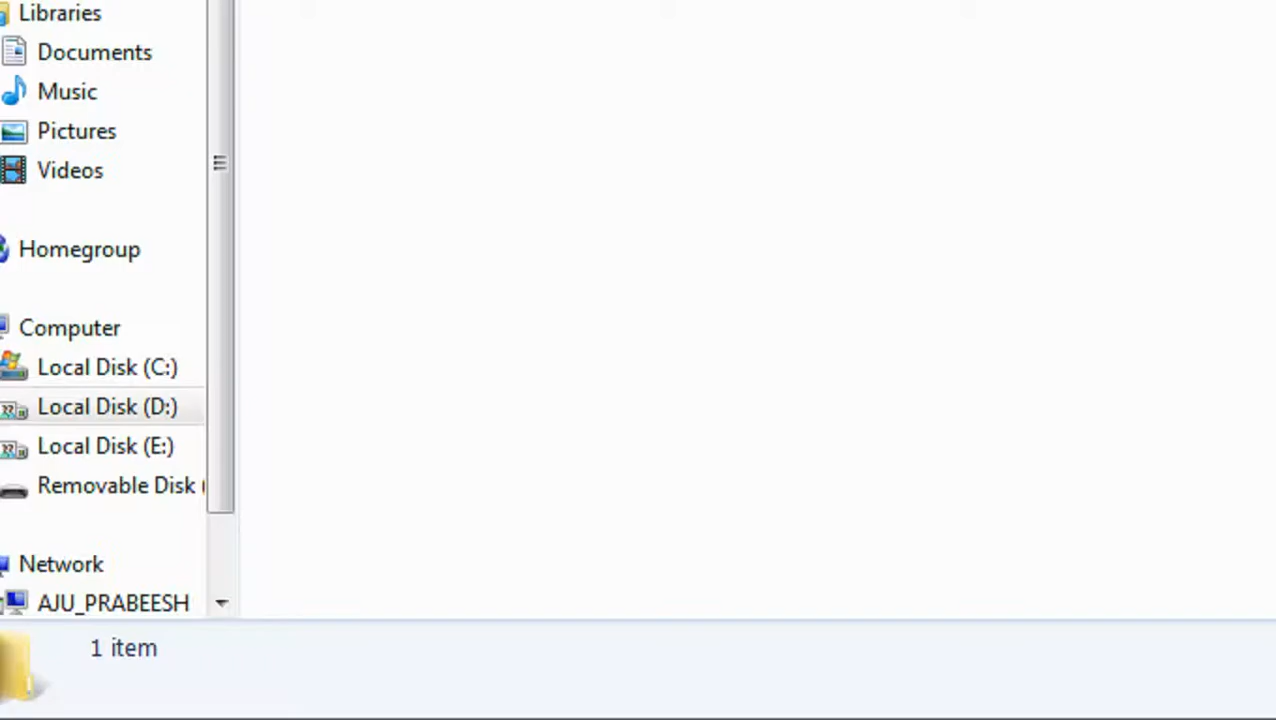 Libraries
Documents
Music
Pictures
Videos
Homegroup
Computer
Local Disk (C:)
Local Disk (D:)
Local Disk (E:)
Removable Disk (
Network
AJU_PRABEESH
1 item